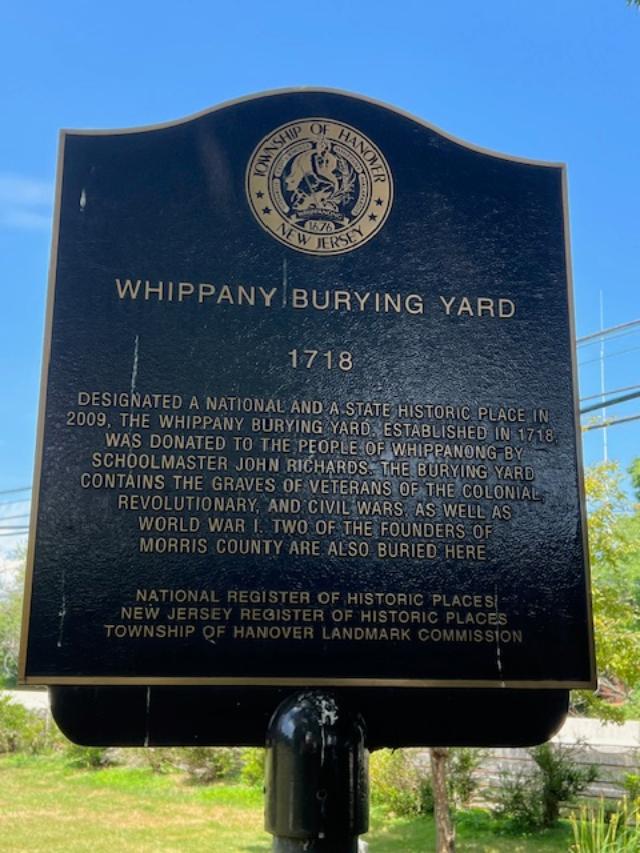 TOWNSHIP OF HANOVER
1676
NEW JERSEY
WHIPPANY BURYING YARD
1718
DESIGNATED A NATIONAL AND A STATE HISTORIC PLACE IN
2009, THE WHIPPANY BURYING YARD, ESTABLISHED IN 1718,
WAS DONATED TO THE PEOPLE OF WHIPPANONG BY
SCHOOLMASTER JOHN RICHARDS. THE BURYING YARD
CONTAINS THE GRAVES OF VETERANS OF THE COLONIAL,
REVOLUTIONARY, AND CIVIL WARS, AS WELL AS
WORLD WAR I. TWO OF THE FOUNDERS OF
MORRIS COUNTY ARE ALSO BURIED HERE.
NATIONAL REGISTER OF HISTORIC PLACES
NEW JERSEY REGISTER OF HISTORIC PLACES
TOWNSHIP OF HANOVER LANDMARK COMMISSION